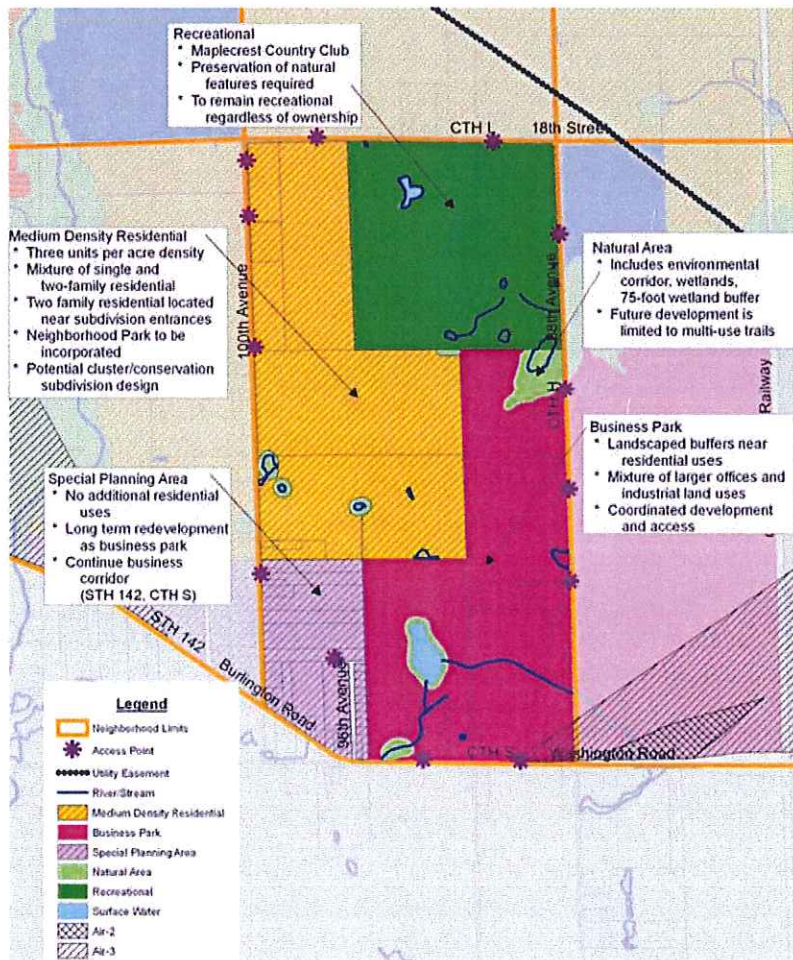 Recreational
* Maplecrest Country Club
* Preservation of natural
features required
* To remain recreational
regardless of ownership
CTH L
18th Street
Medium Density Residential
* Three units per acre density
* Mixture of single and
two-family residential
* Two family residential located
near subdivision entrances
* Neighborhood Park to be
incorporated
* Potential cluster/conservation
subdivision design
100th Avenue
88th Avenue
CTH H
Natural Area
* Includes environmental
corridor, wetlands,
75-foot wetland buffer
* Future development is
limited to multi-use trails
Railway
Business Park
* Landscaped buffers near
residential uses
* Mixture of larger offices and
industrial land uses
* Coordinated development
and access
Special Planning Area
* No additional residential
uses
* Long term redevelopment
as business park
* Continue business
corridor
(STH 142, CTH S)
STH 142
Burlington Road
96th Avenue
CTH S
Washington Road
Legend
Neighborhood Limits
Access Point
Utility Easement
River/Stream
Medium Density Residential
Business Park
Special Planning Area
Natural Area
Recreational
Surface Water
Air-2
Air-3